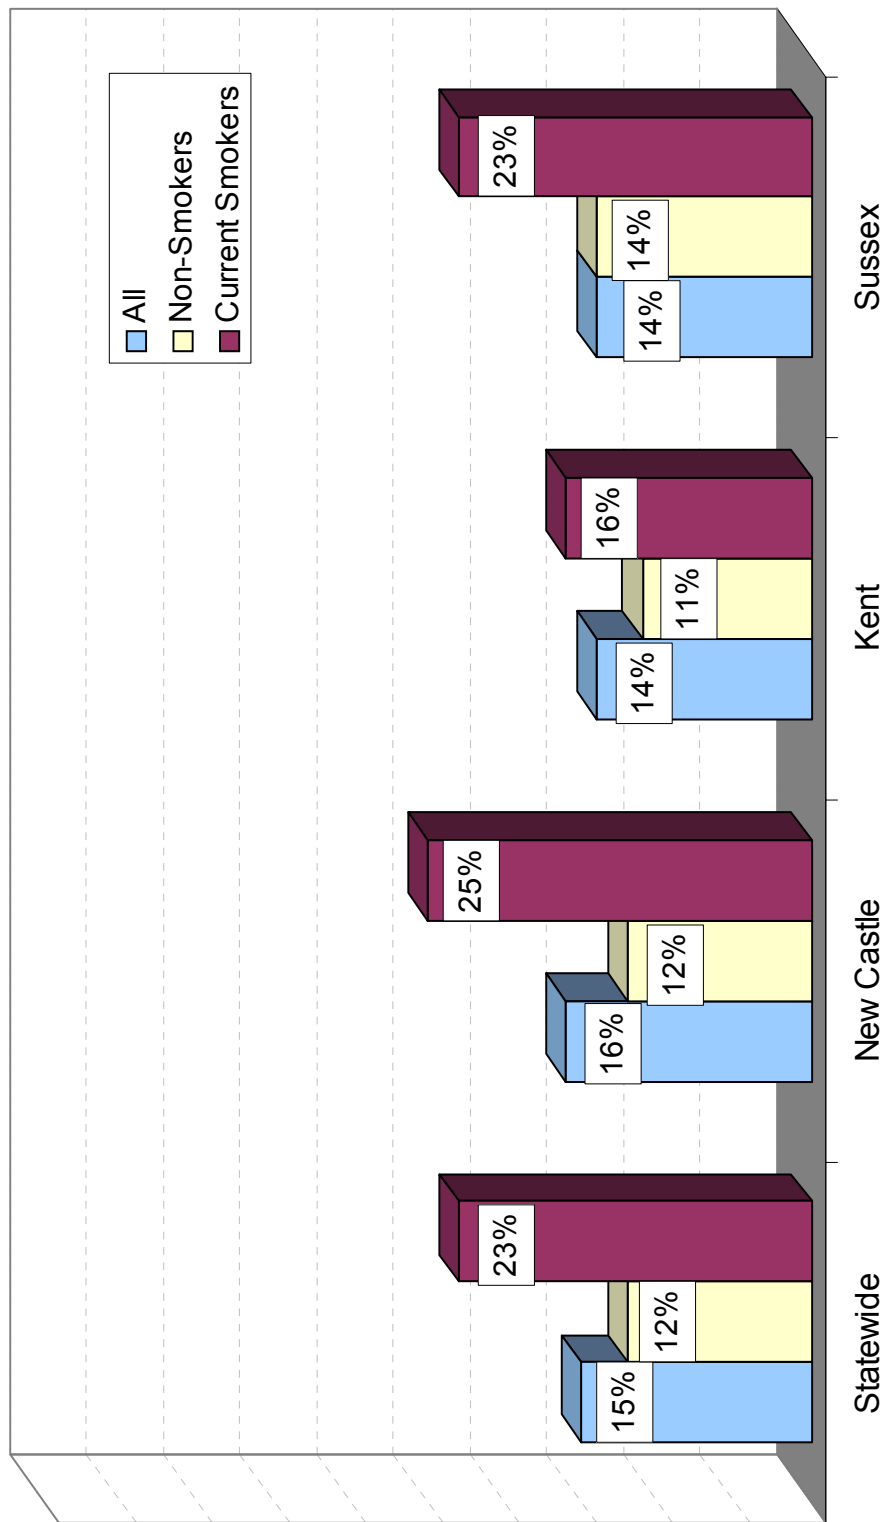 All
Non-Smokers
Current Smokers
15%
12%
23%
16%
12%
25%
14%
11%
16%
14%
14%
23%
Statewide
New Castle
Kent
Sussex